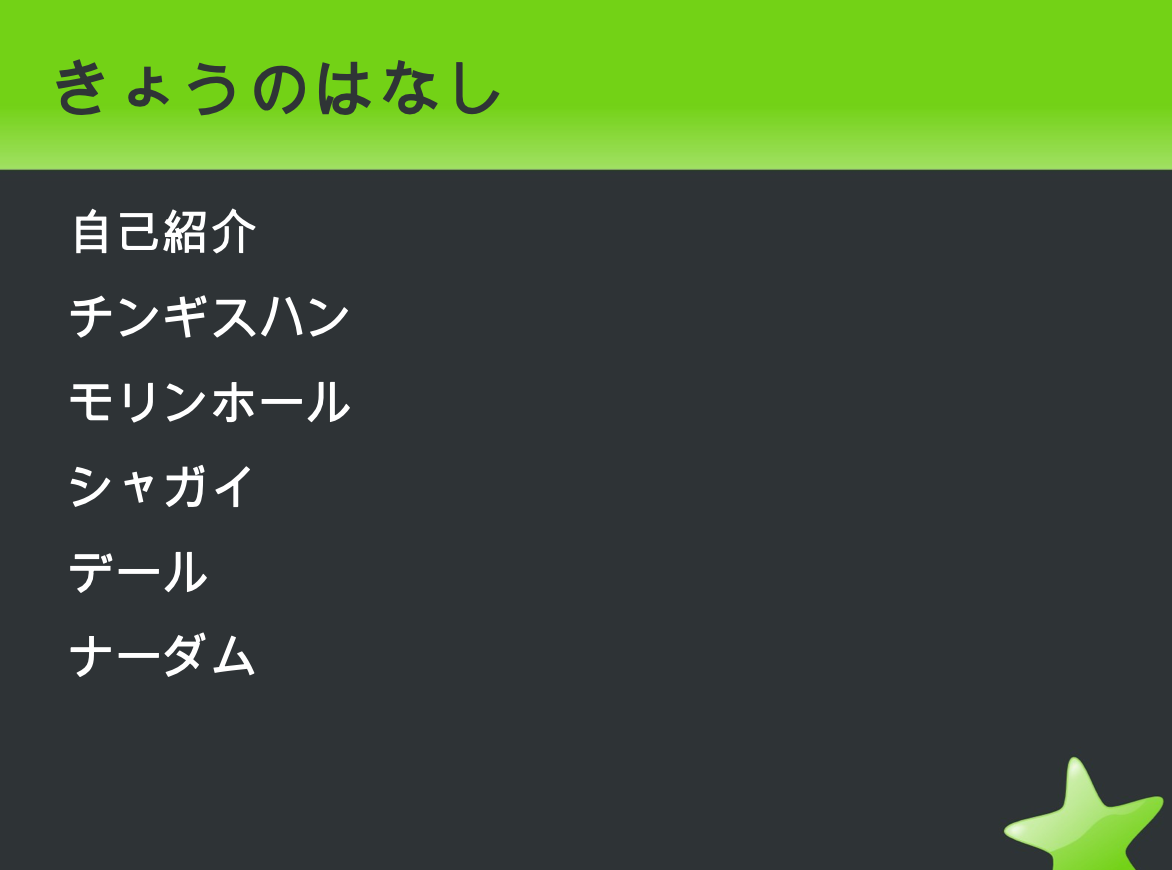 きょうのはなし
自己紹介
チンギスハン
モリンホール
シャガイ
デール
ナーダム